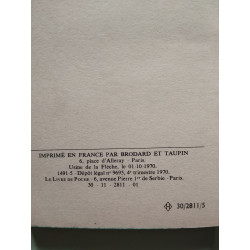 IMPRIMÉ EN FRANCE PAR BRODARD ET TAUPIN
6, place d'Alleray - Paris.
Usine de La Flèche, le 01-10-1970.
1491-5 Dépôt légal n° 9695, 4e trimestre 1970.
LE LIVRE DE POCHE - 6, avenue Pierre 1er de Serbie - Paris.
30 - 11 - 2811 - 01
H 30/2811/5